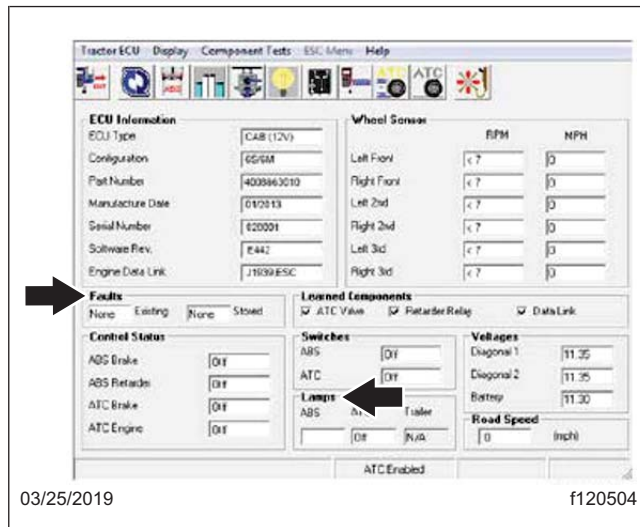 Tractor ECU Display Component Tests ESC Menu Help
ABS
ATC
ATC
ECU Information
ECU Type CAB (12V)
Configuration 6S/6M
Part Number 4008663010
Manufacture Date 01/2013
Serial Number 020001
Software Rev. E442
Engine Data Link J1939,ESC
Wheel Sensor
RPM MPH
Left Front < 7 0
Right Front < 7 0
Left 2nd < 7 0
Right 2nd < 7 0
Left 3rd < 7 0
Right 3rd < 7 0
Faults
None Existing None Stored
Learned Components
ATC Valve Retarder Relay Data Link
Control Status
ABS Brake Off
ABS Retarder Off
ATC Brake Off
ATC Engine Off
Switches
ABS Off
ATC Off
Lamps
ABS Trailer
Off N/A
Voltages
Diagonal 1 11.35
Diagonal 2 11.35
Battery 11.30
Road Speed
0 (mph)
ATC Enabled
03/25/2019 f120504